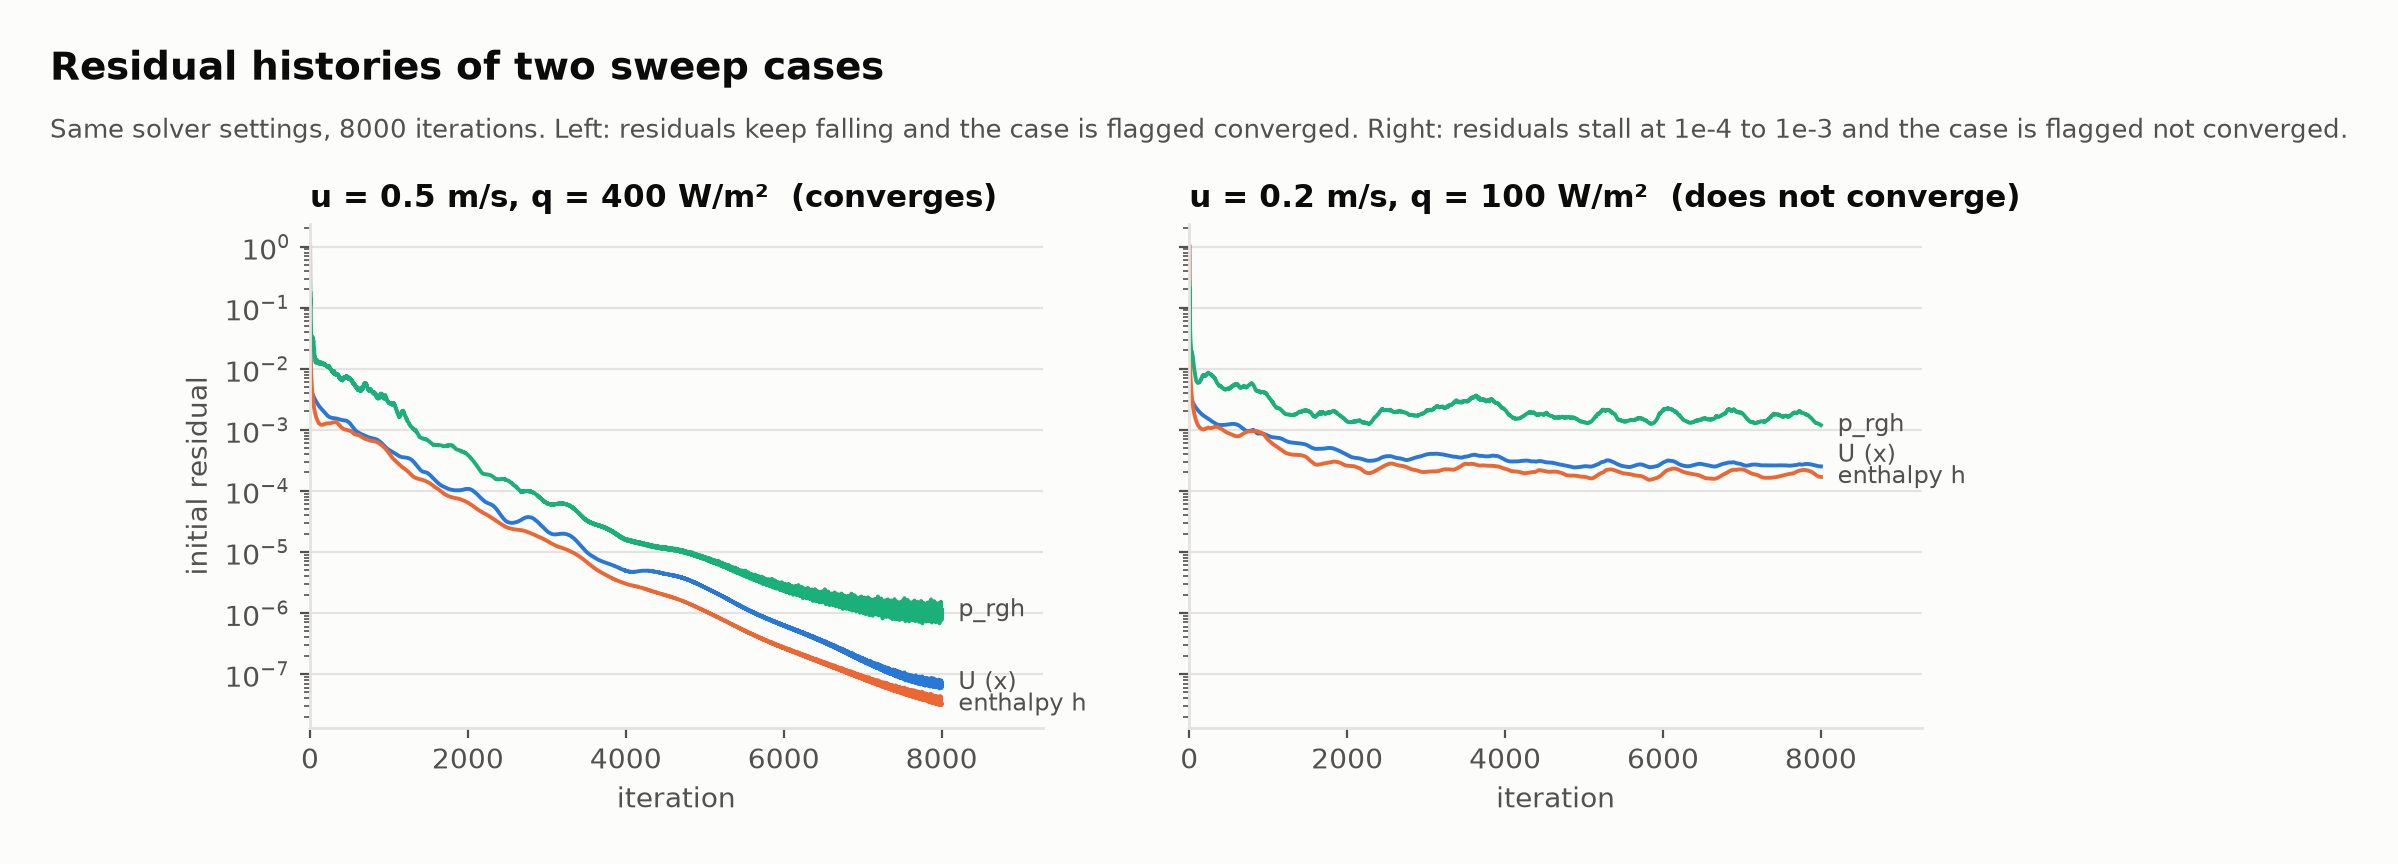 Residual histories of two sweep cases
Same solver settings, 8000 iterations. Left: residuals keep falling and the case is flagged converged. Right: residuals stall at 1e-4 to 1e-3 and the case is flagged not converged.
u = 0.5 m/s, q = 400 W/m² (converges)
10⁰
10⁻¹
10⁻²
10⁻³
10⁻⁴
10⁻⁵
10⁻⁶
10⁻⁷
initial residual
p_rgh
U (x)
enthalpy h
0 2000 4000 6000 8000
iteration
u = 0.2 m/s, q = 100 W/m² (does not converge)
p_rgh
U (x)
enthalpy h
0 2000 4000 6000 8000
iteration